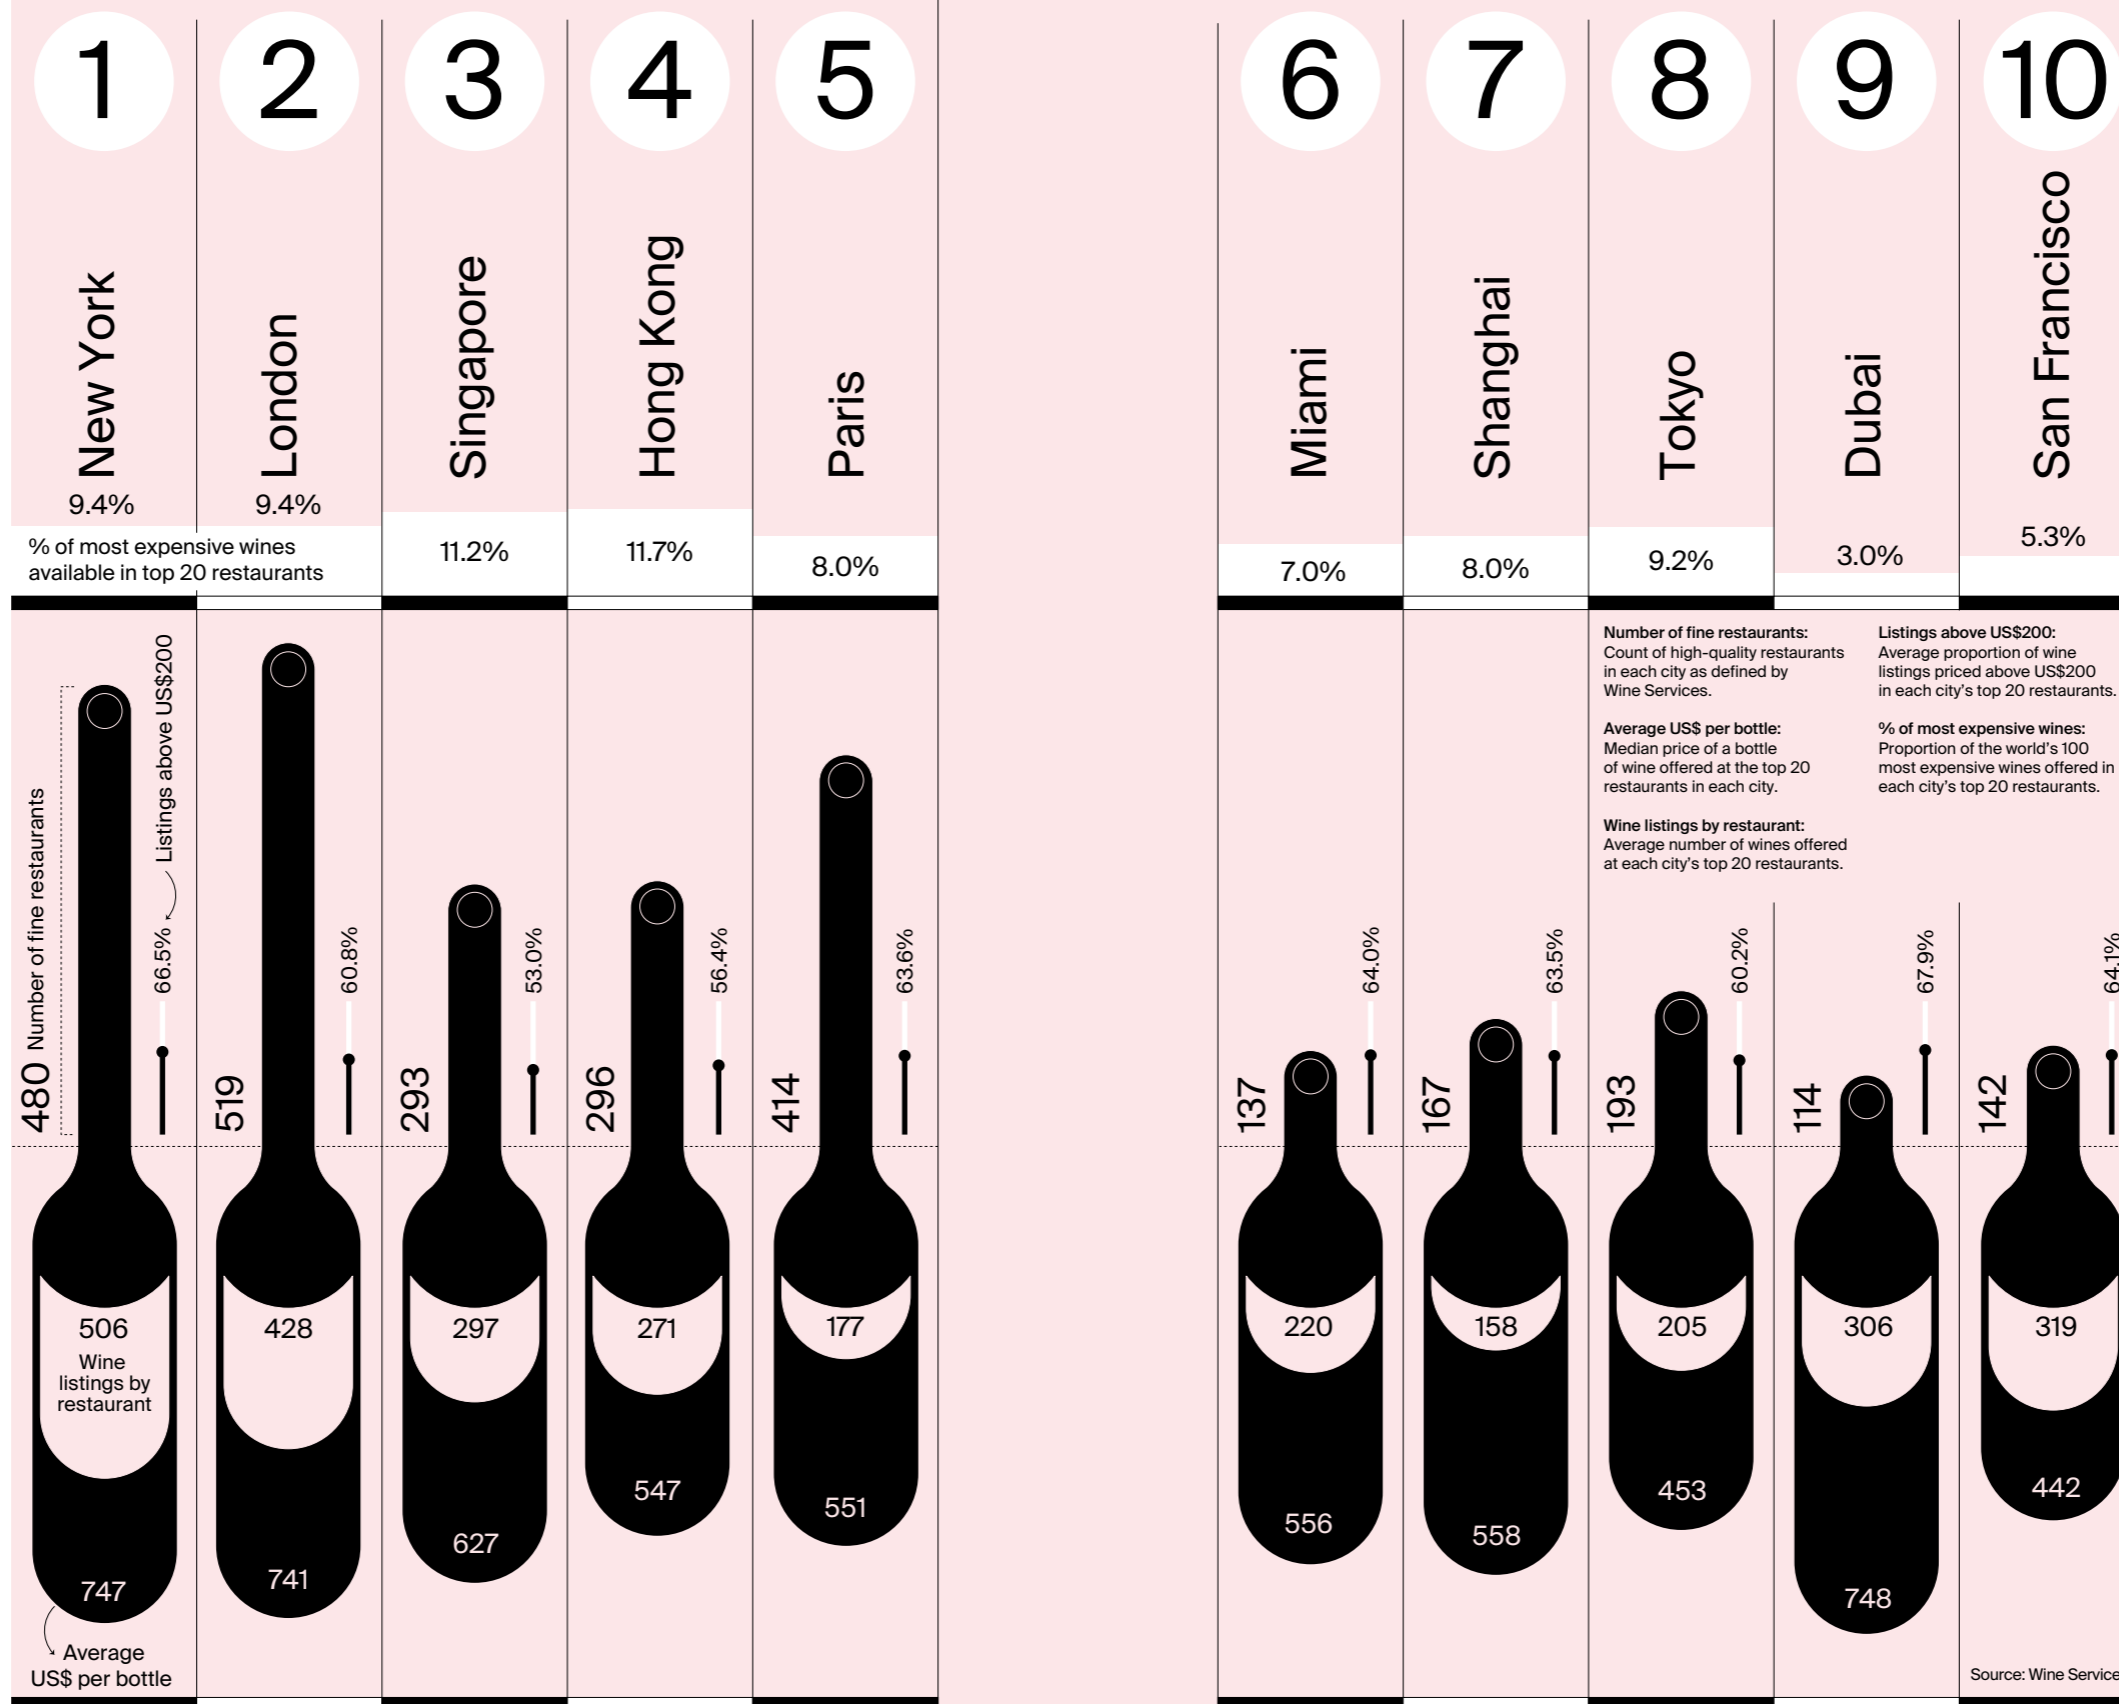 1
2
3
4
5
6
7
8
9
10
New York
London
Singapore
Hong Kong
Paris
Miami
Shanghai
Tokyo
Dubai
San Francisco
9.4%
9.4%
11.2%
11.7%
8.0%
7.0%
8.0%
9.2%
3.0%
5.3%
% of most expensive wines
available in top 20 restaurants
Number of fine restaurants:
Count of high-quality restaurants
in each city as defined by
Wine Services.
Average US$ per bottle:
Median price of a bottle
of wine offered at the top 20
restaurants in each city.
Wine listings by restaurant:
Average number of wines offered
at each city's top 20 restaurants.
Listings above US$200:
Average proportion of wine
listings priced above US$200
in each city's top 20 restaurants.
% of most expensive wines:
Proportion of the world's 100
most expensive wines offered in
each city's top 20 restaurants.
480 Number of fine restaurants
Listings above US$200
66.5%
519
60.8%
293
53.0%
296
56.4%
414
63.6%
137
64.0%
167
63.5%
193
60.2%
114
67.9%
142
64.1%
506
Wine
listings by
restaurant
428
297
271
177
220
158
205
306
319
747
741
627
547
551
556
558
453
748
442
Average
US$ per bottle
Source: Wine Service